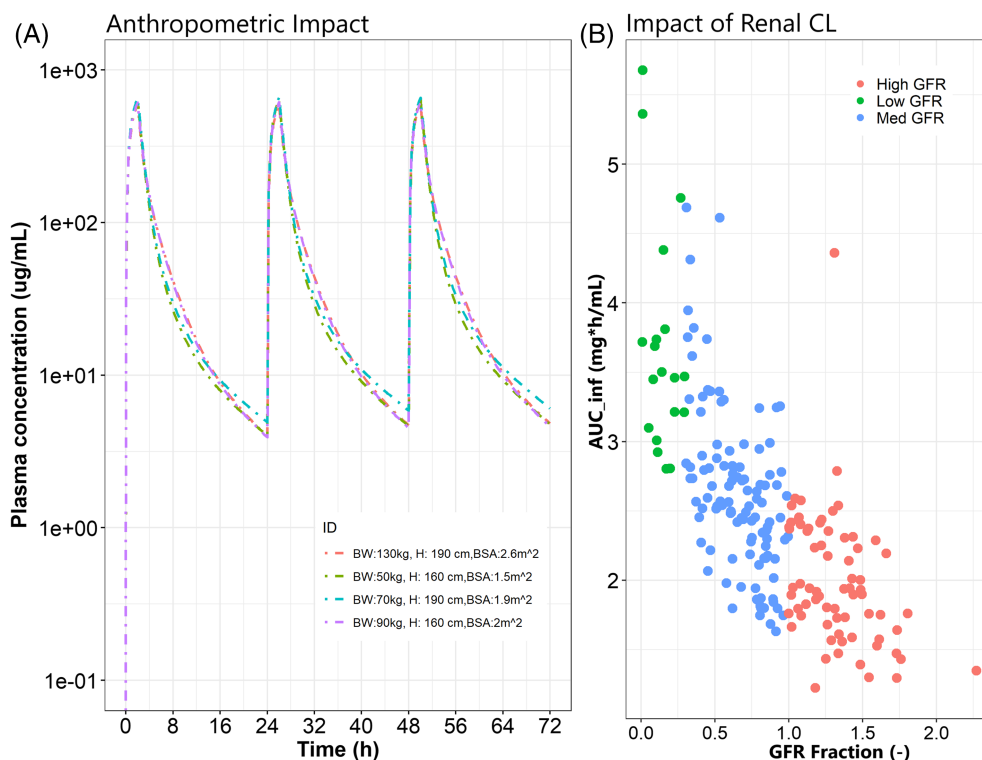 (A)
Anthropometric Impact
Plasma concentration (ug/mL)
1e+03
1e+02
1e+01
1e+00
1e-01
ID
BW:130kg, H: 190 cm,BSA:2.6m^2
BW:50kg, H: 160 cm,BSA:1.5m^2
BW:70kg, H: 190 cm,BSA:1.9m^2
BW:90kg, H: 160 cm,BSA:2m^2
0 8 16 24 32 40 48 56 64 72
Time (h)
(B)
Impact of Renal CL
AUC_inf (mg*h/mL)
High GFR
Low GFR
Med GFR
5
4
3
2
0.0 0.5 1.0 1.5 2.0
GFR Fraction (-)